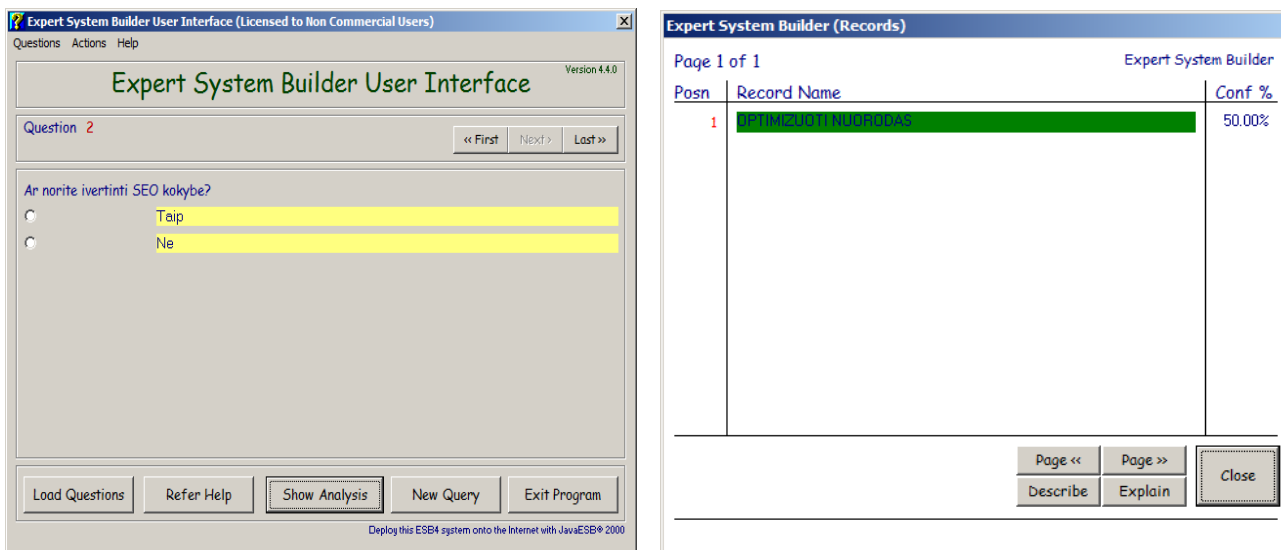 Expert System Builder User Interface (Licensed to Non Commercial Users)
Questions Actions Help
Version 4.4.0
Expert System Builder User Interface
Question 2
<< First Next > Last >>
Ar norite ivertinti SEO kokybe?
Taip
Ne
Load Questions Refer Help Show Analysis New Query Exit Program
Deploy this ESB4 system onto the Internet with JavaESB® 2000
Expert System Builder (Records)
Page 1 of 1 Expert System Builder
Posn Record Name Conf %
1 OPTIMIZUOTI NUORODAS 50.00%
Page << Page >> Close
Describe Explain